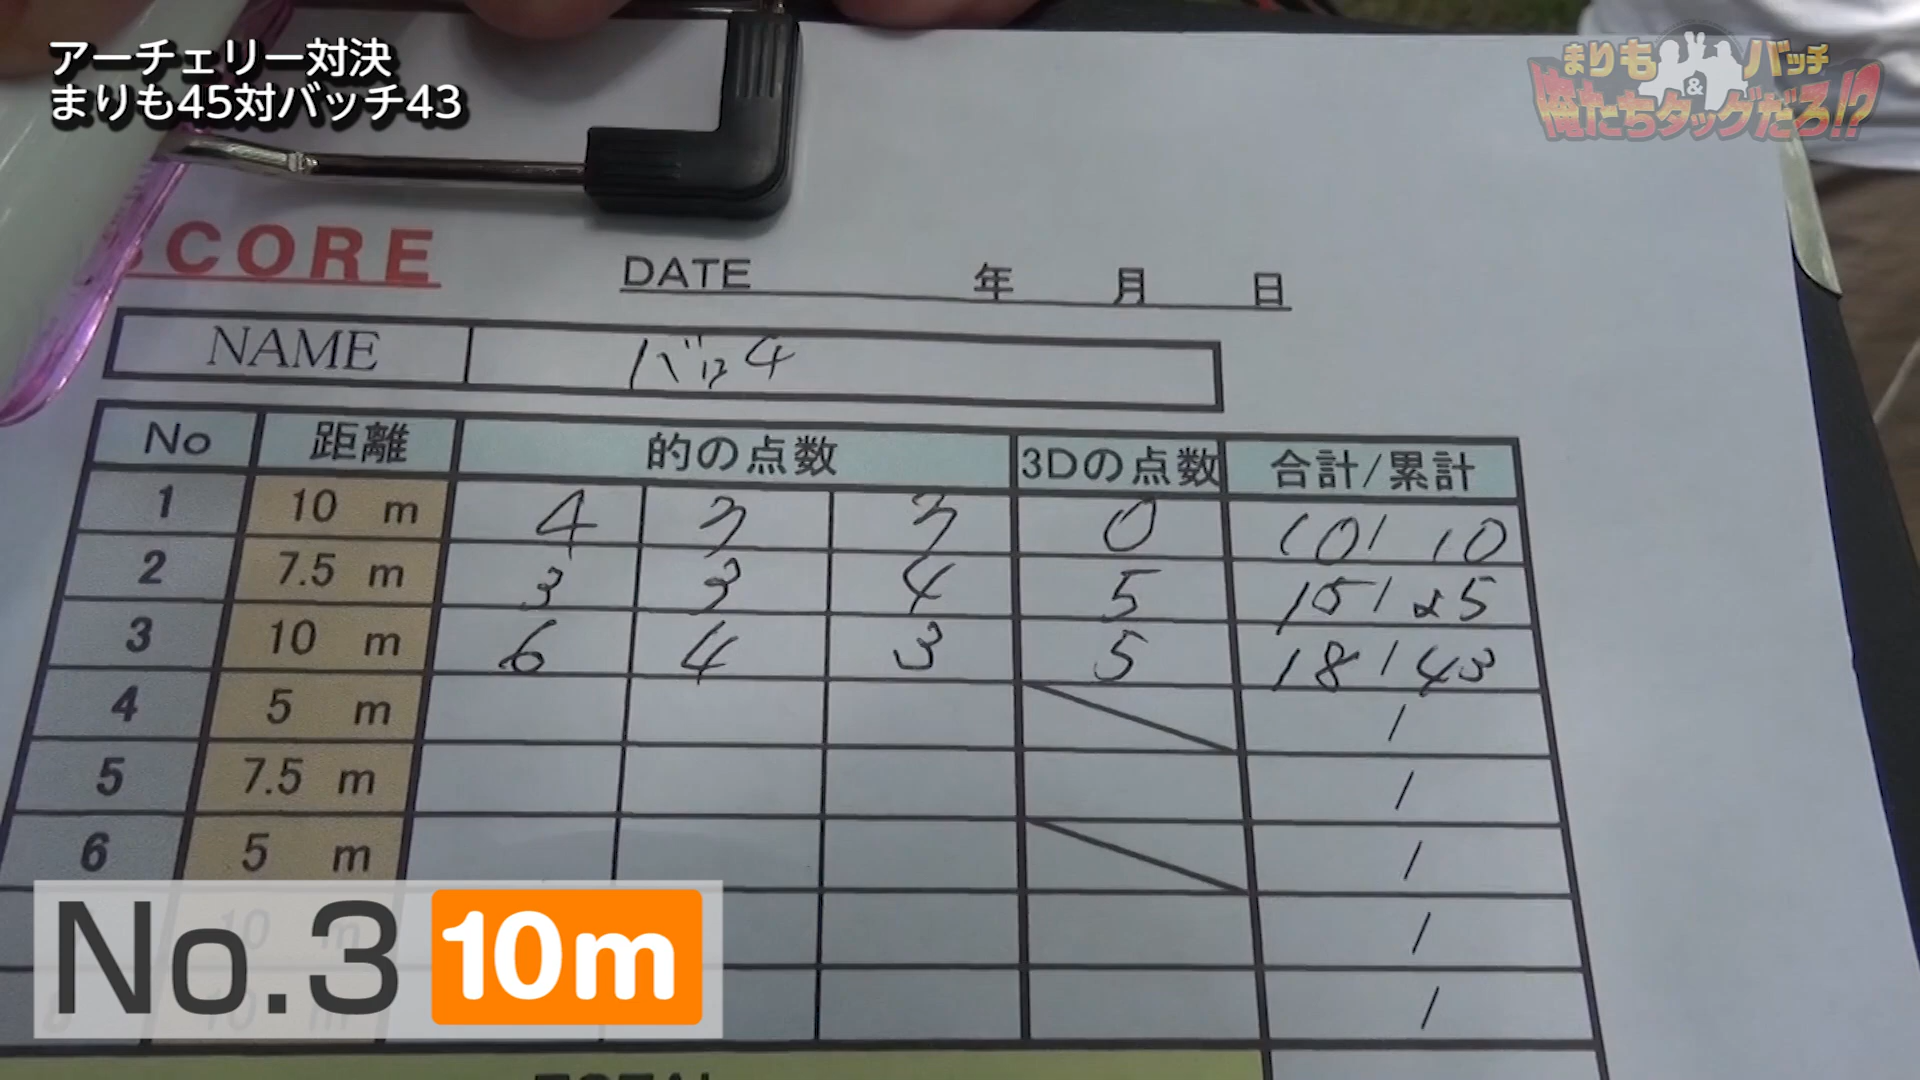 アーチェリー対決
まりも45対バッチ43
まりも&バッチ
俺たちタッグだろ!?
SCORE
DATE 年 月 日
NAME バッチ
No 距離 的の点数 3Dの点数 合計/累計
1 10 m 4 3 3 0 10/10
2 7.5 m 3 3 4 5 15/25
3 10 m 6 4 3 5 18/43
4 5 m /
5 7.5 m /
6 5 m /
10 m /
10 m /
No.3 10m